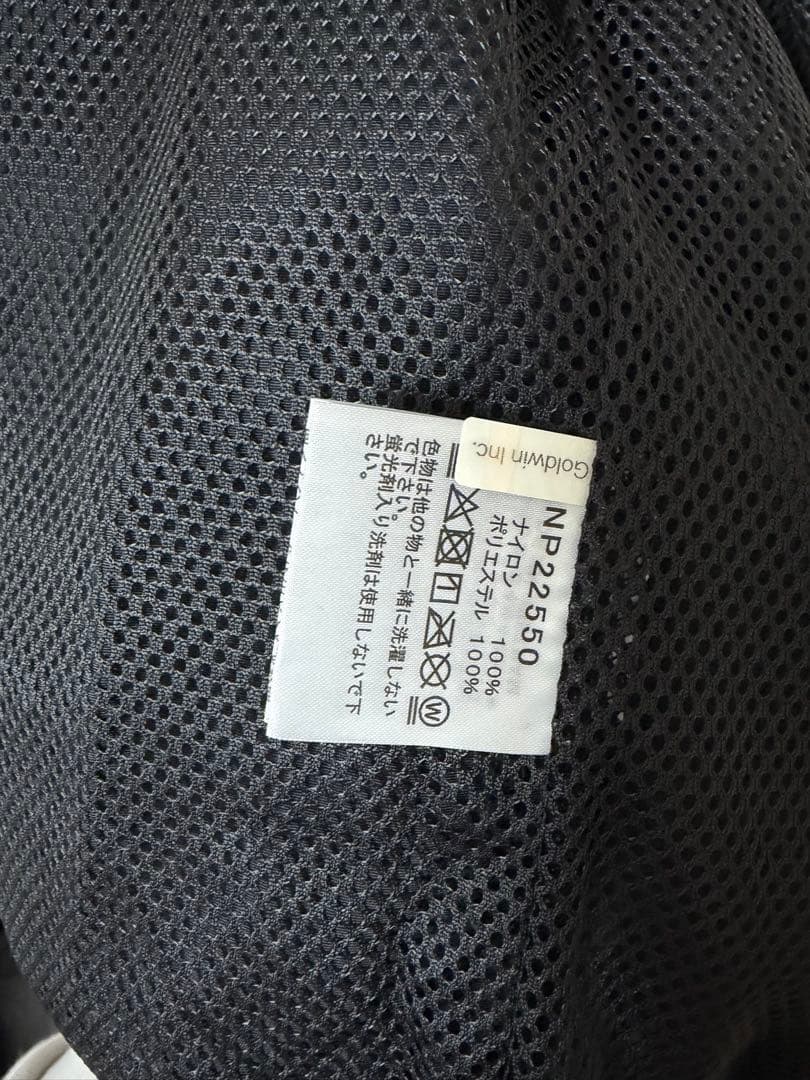 Goldwin Inc.
NP22550
ナイロン 100%
ポリエステル 100%
W
色物は他の物と一緒に洗濯しない
で下さい。
蛍光剤入り洗剤は使用しないで下
さい。